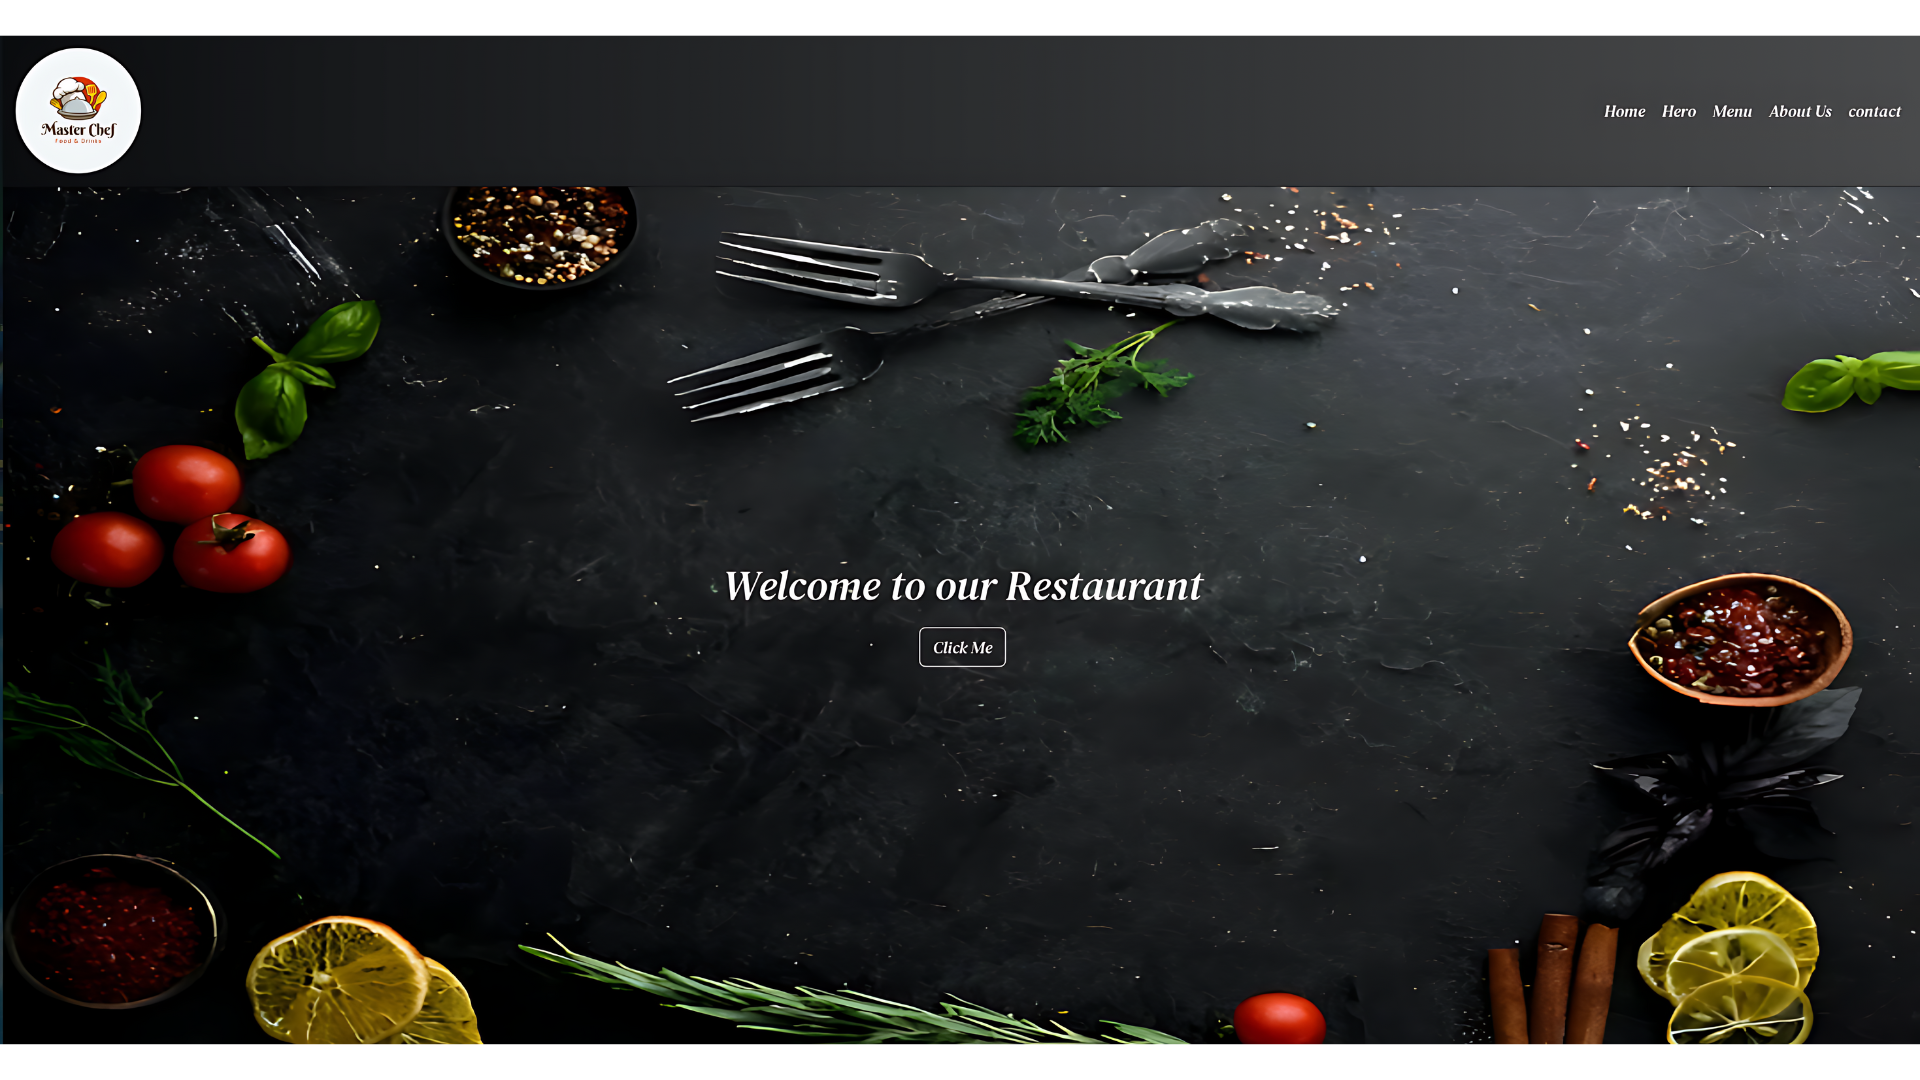 Master Chef
Food & Drinks
Home Hero Menu About Us contact
Welcome to our Restaurant
Click Me